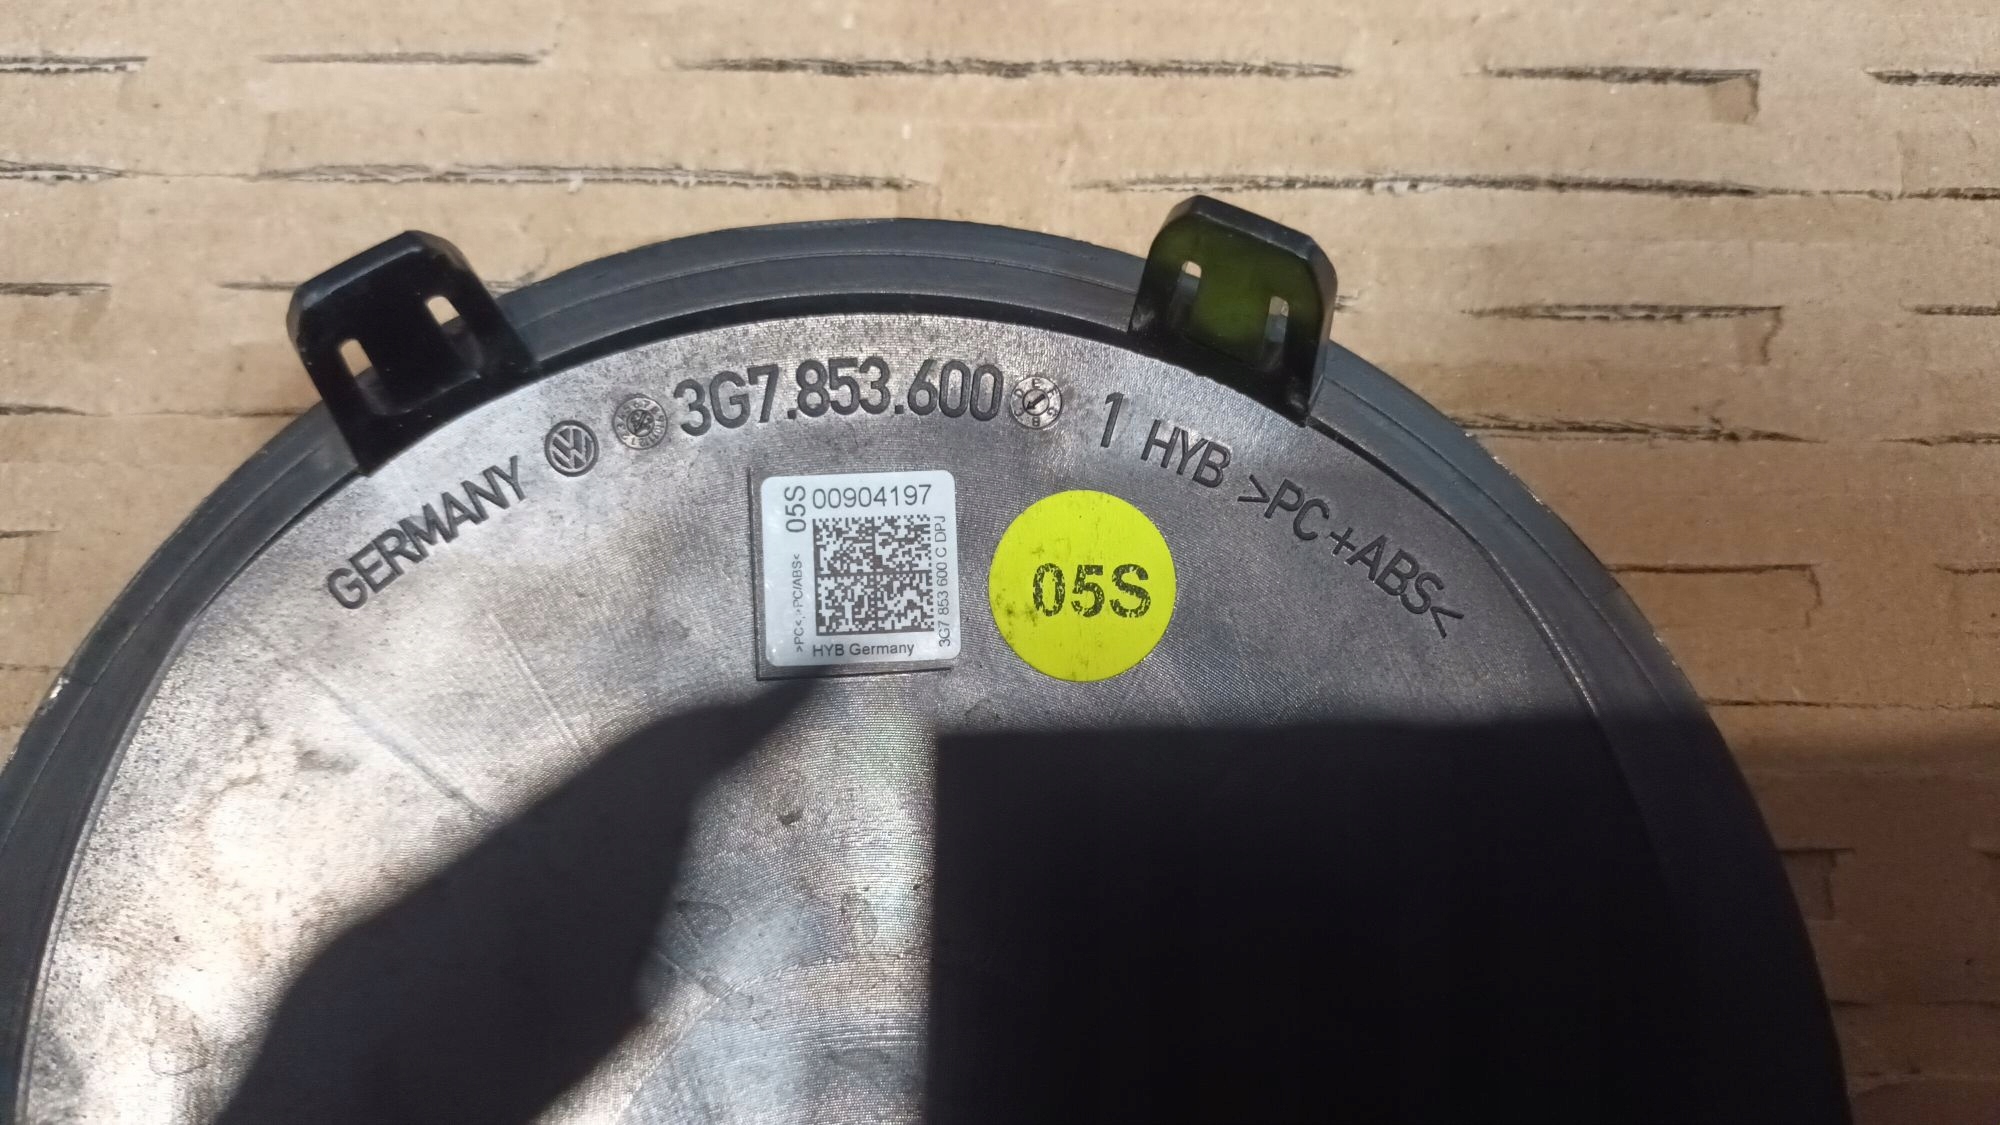 GERMANY
3G7.853.600
1 HYB >PC+ABS<
05S
00904197
>PC<,>PC/ABS<
3G7 853 600 C DPJ
HYB Germany
05S